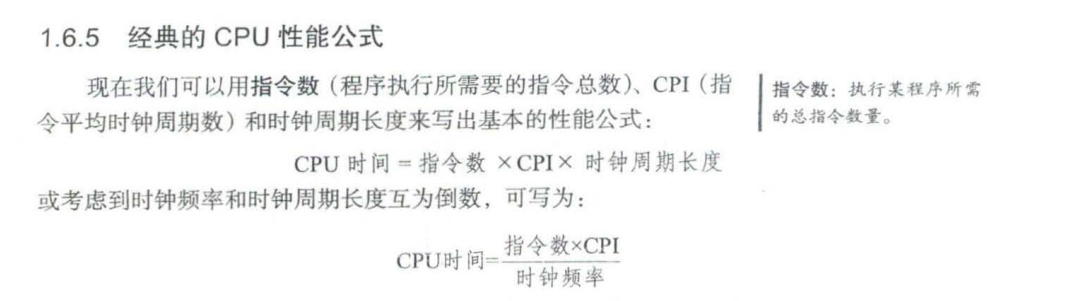 1.6.5 经典的 CPU 性能公式
现在我们可以用指令数（程序执行所需要的指令总数）、CPI（指
令平均时钟周期数）和时钟周期长度来写出基本的性能公式：
CPU 时间 = 指令数 ×CPI× 时钟周期长度
或考虑到时钟频率和时钟周期长度互为倒数，可写为：
CPU时间=指令数×CPI
时钟频率
指令数：执行某程序所需
的总指令数量。